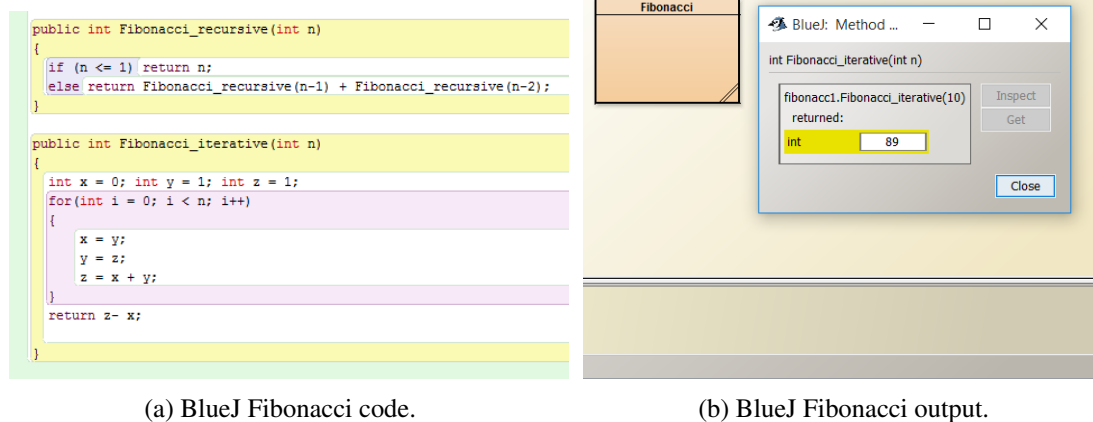 public int Fibonacci_recursive(int n)
{
if (n <= 1) return n;
else return Fibonacci_recursive(n-1) + Fibonacci_recursive(n-2);
}
public int Fibonacci_iterative(int n)
{
int x = 0; int y = 1; int z = 1;
for(int i = 0; i < n; i++)
{
x = y;
y = z;
z = x + y;
}
return z- x;
}
Fibonacci
BlueJ: Method ...
int Fibonacci_iterative(int n)
fibonacc1.Fibonacci_iterative(10)
returned:
int 89
Inspect
Get
Close
(a) BlueJ Fibonacci code.
(b) BlueJ Fibonacci output.